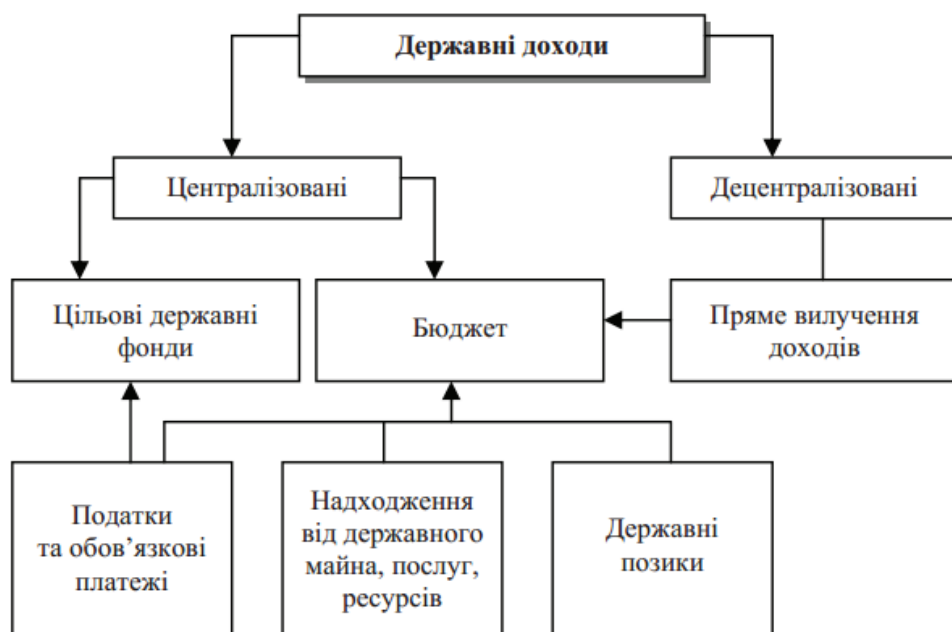 Державні доходи
Централізовані
Децентралізовані
Цільові державні
фонди
Бюджет
Пряме вилучення
доходів
Податки
та обов’язкові
платежі
Надходження
від державного
майна, послуг,
ресурсів
Державні
позики